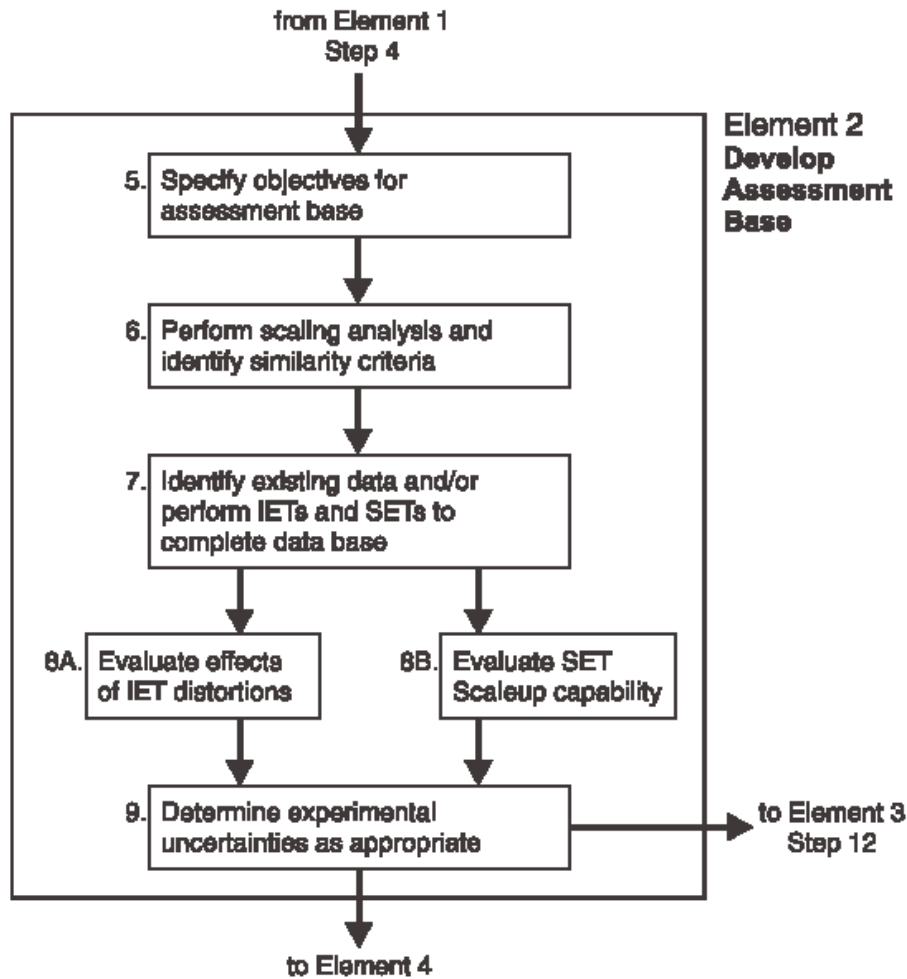 from Element 1
Step 4
Element 2
Develop
Assessment
Base
5. Specify objectives for
assessment base
6. Perform scaling analysis and
identify similarity criteria
7. Identify existing data and/or
perform IETs and SETs to
complete data base
8A. Evaluate effects
of IET distortions
8B. Evaluate SET
Scaleup capability
9. Determine experimental
uncertainties as appropriate
to Element 3
Step 12
to Element 4